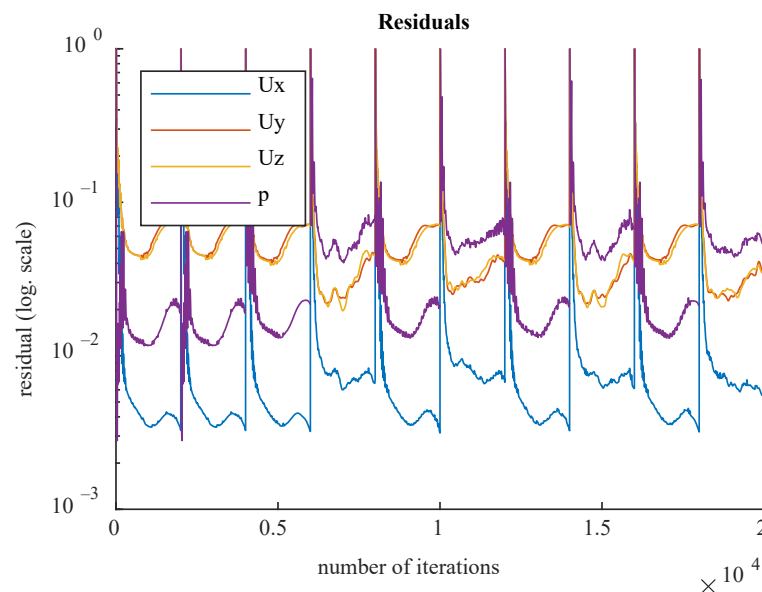 Residuals
10 0
Ux
Uy
Uz
p
10 −1
10 −2
10 −3
residual (log. scale)
0
0.5
1
1.5
2
number of iterations
× 10 4